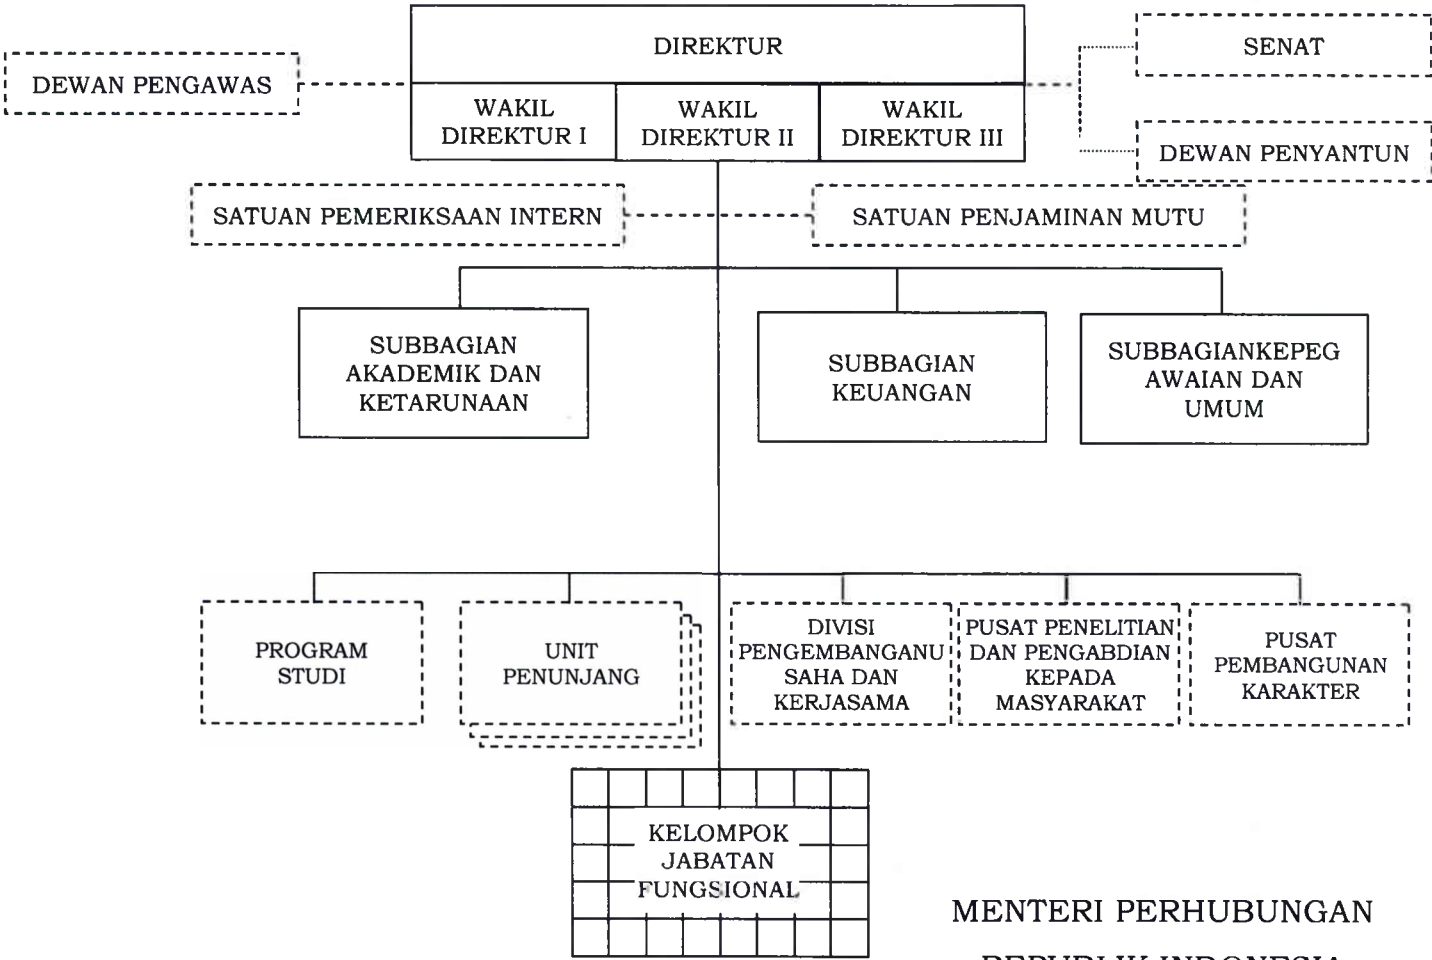 DIREKTUR
SENAT
DEWAN PENGAWAS
WAKIL
DIREKTUR I
WAKIL
DIREKTUR II
WAKIL
DIREKTUR III
DEWAN PENYANTUN
SATUAN PEMERIKSAAN INTERN
SATUAN PENJAMINAN MUTU
SUBBAGIAN
AKADEMIK DAN
KETARUNAAN
SUBBAGIAN
KEUANGAN
SUBBAGIANKEPEG
AWAIAN DAN
UMUM
PROGRAM
STUDI
UNIT
PENUNJANG
DIVISI
PENGEMBANGANU
SAHA DAN
KERJASAMA
PUSAT PENELITIAN
DAN PENGABDIAN
KEPADA
MASYARAKAT
PUSAT
PEMBANGUNAN
KARAKTER
KELOMPOK
JABATAN
FUNGSIONAL
MENTERI PERHUBUNGAN
REPUBLIK INDONESIA